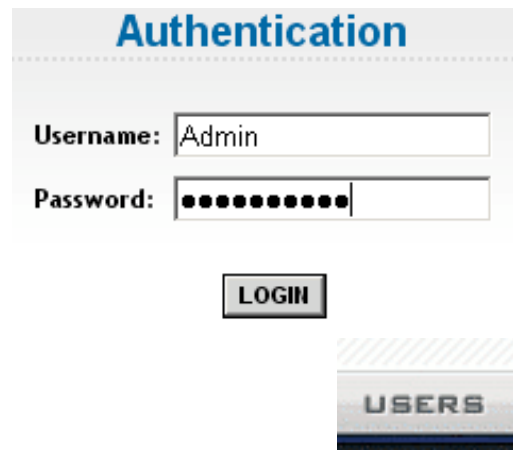 Authentication
Username: Admin
Password: ●●●●●●●●●●
LOGIN
USERS